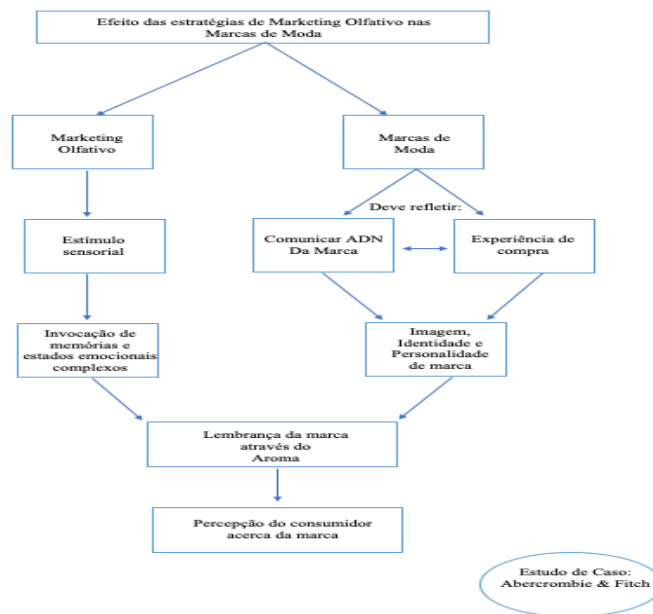 Efeito das estratégias de Marketing Olfativo nas
Marcas de Moda
Marketing
Olfativo
Marcas de
Moda
Deve refletir:
Estímulo
sensorial
Comunicar ADN
Da Marca
Experiência de
compra
Invocação de
memórias e
estados emocionais
complexos
Imagem,
Identidade e
Personalidade
de marca
Lembrança da marca
através do
Aroma
Percepção do consumidor
acerca da marca
Estudo de Caso:
Abercrombie & Fitch